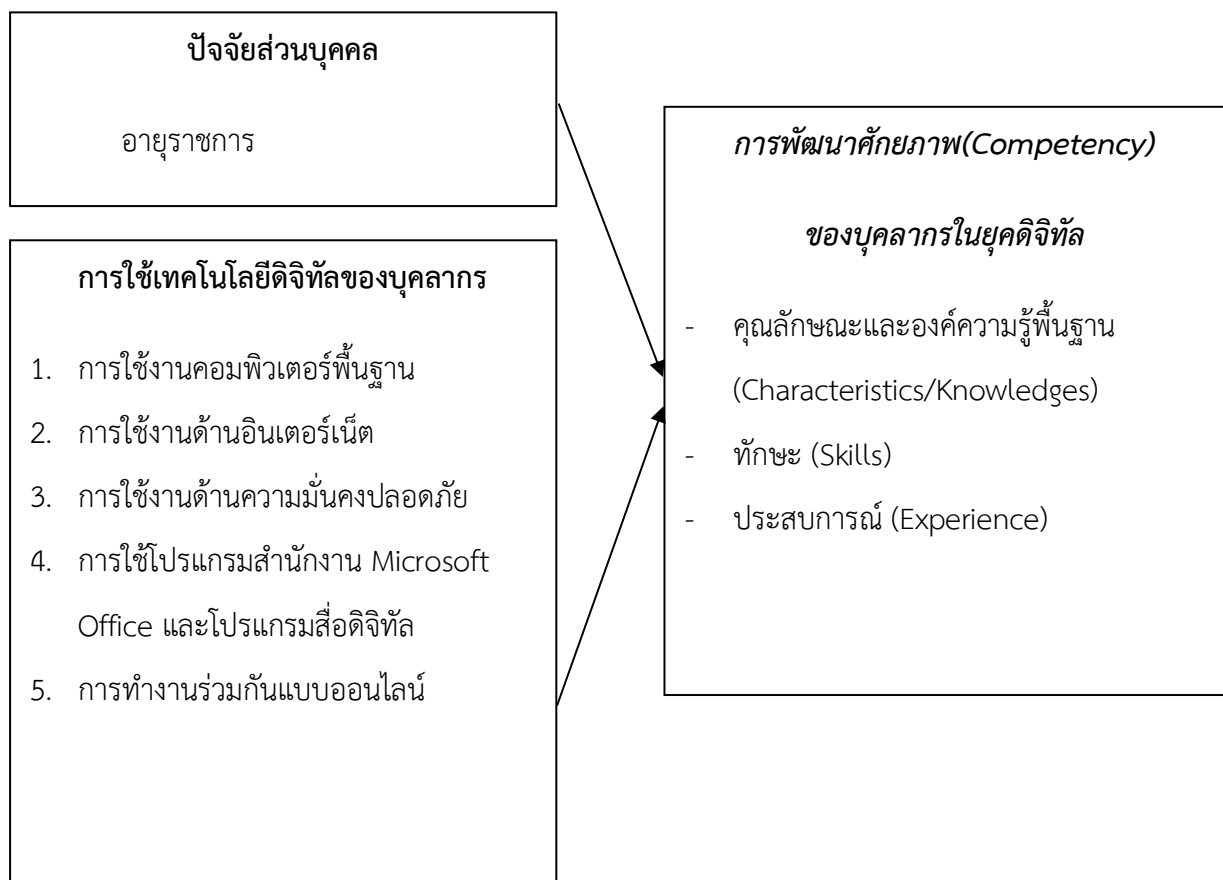 ปัจจัยส่วนบุคคล
อายุราชการ
การใช้เทคโนโลยีดิจิทัลของบุคลากร
1. การใช้งานคอมพิวเตอร์พื้นฐาน
2. การใช้งานด้านอินเตอร์เน็ต
3. การใช้งานด้านความมั่นคงปลอดภัย
4. การใช้โปรแกรมสำนักงาน Microsoft
Office และโปรแกรมสื่อดิจิทัล
5. การทำงานร่วมกันแบบออนไลน์
การพัฒนาศักยภาพ(Competency)
ของบุคลากรในยุคดิจิทัล
- คุณลักษณะและองค์ความรู้พื้นฐาน
(Characteristics/Knowledges)
- ทักษะ (Skills)
- ประสบการณ์ (Experience)